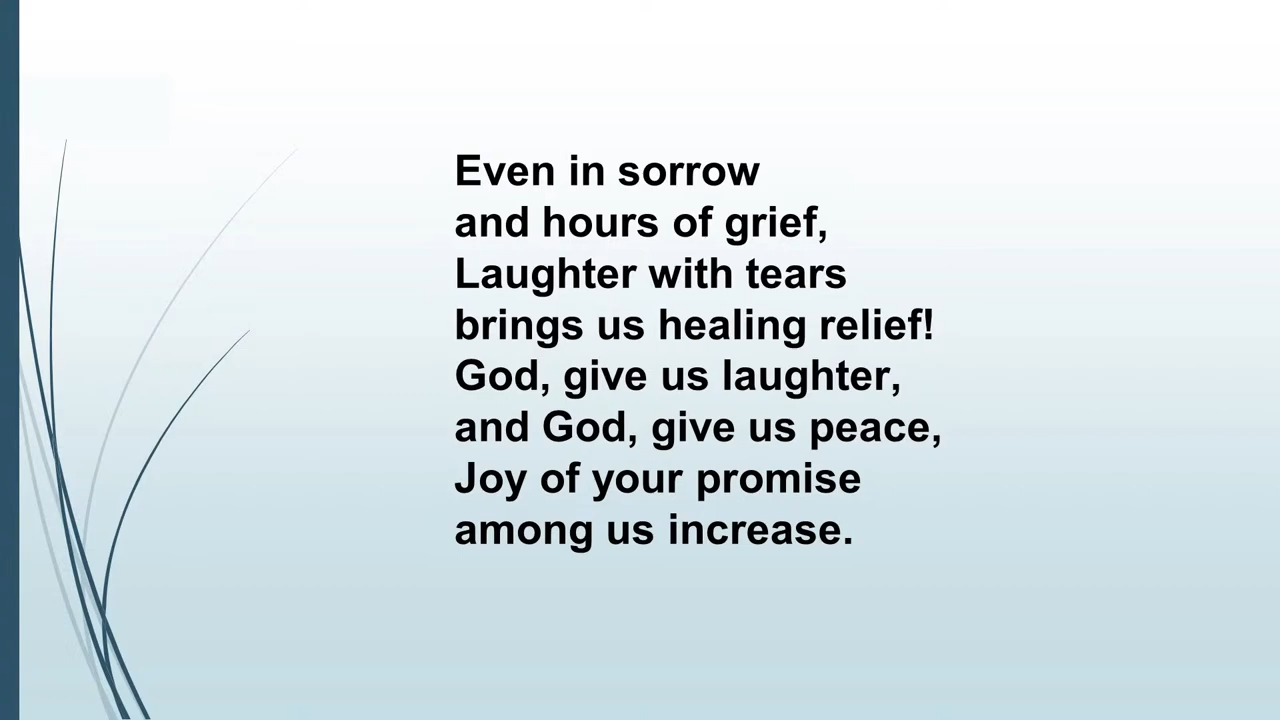 Even in sorrow
and hours of grief,
Laughter with tears
brings us healing relief!
God, give us laughter,
and God, give us peace,
Joy of your promise
among us increase.